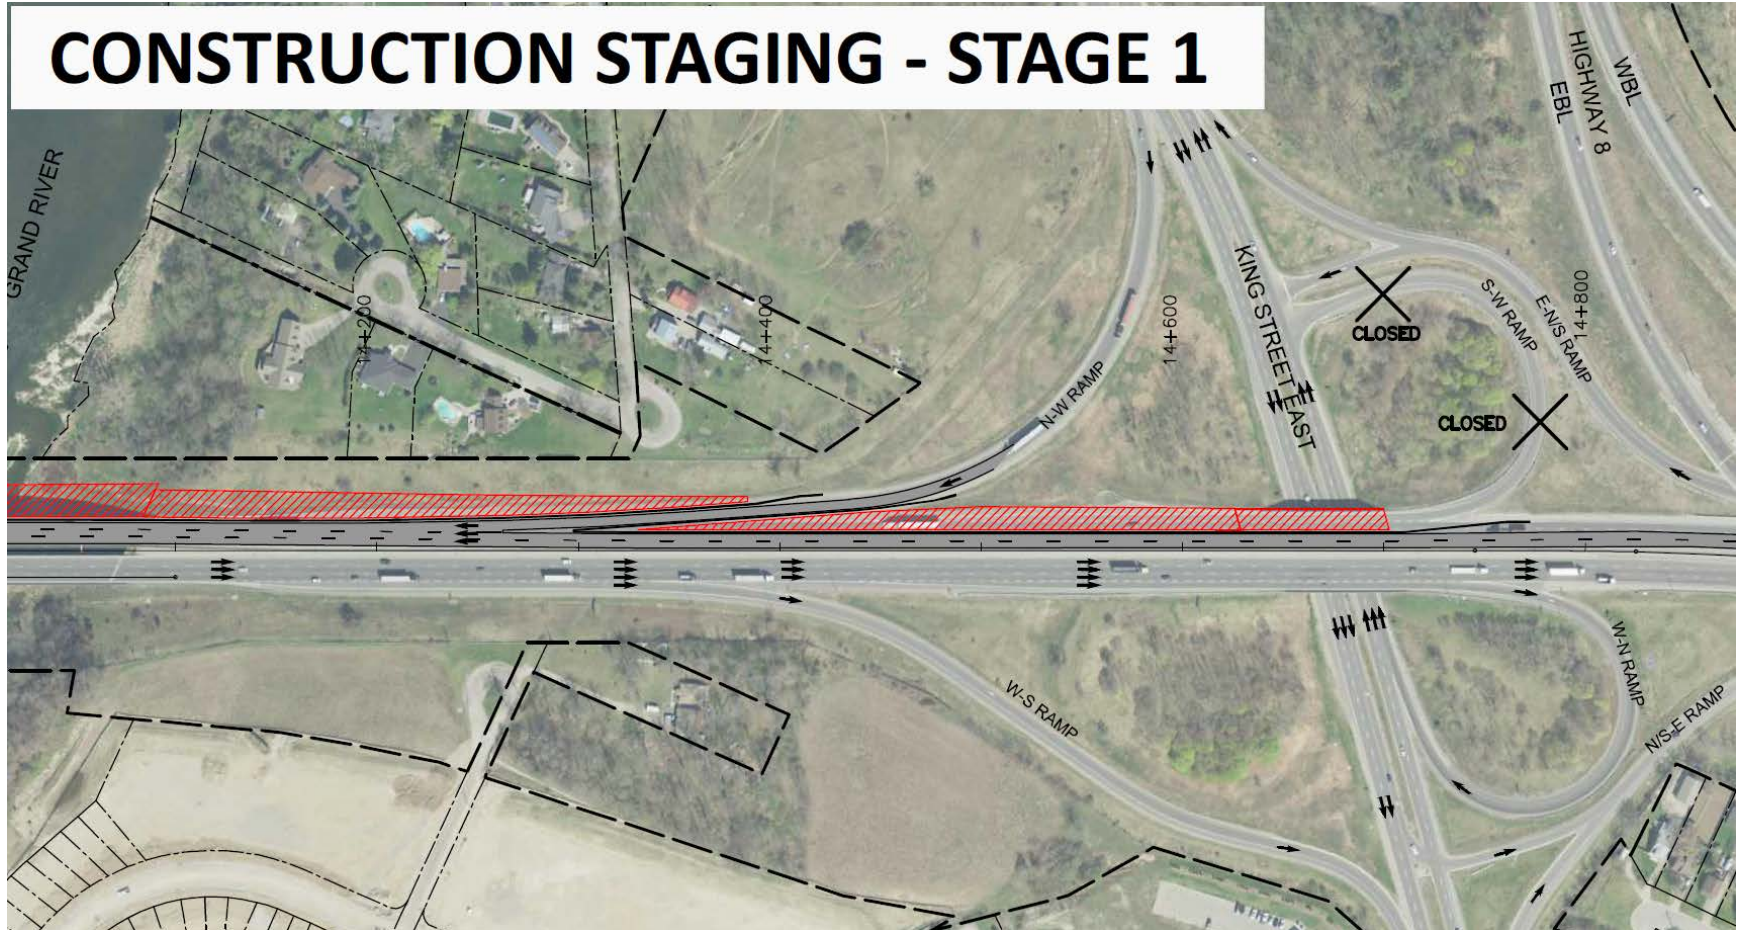 CONSTRUCTION STAGING - STAGE 1
GRAND RIVER
HIGHWAY 8
EBL
WBL
14+200
14+400
14+600
14+800
KING STREET EAST
N-W RAMP
S-W RAMP
E-N/S RAMP
CLOSED
CLOSED
W-S RAMP
W-N RAMP
N/S-E RAMP